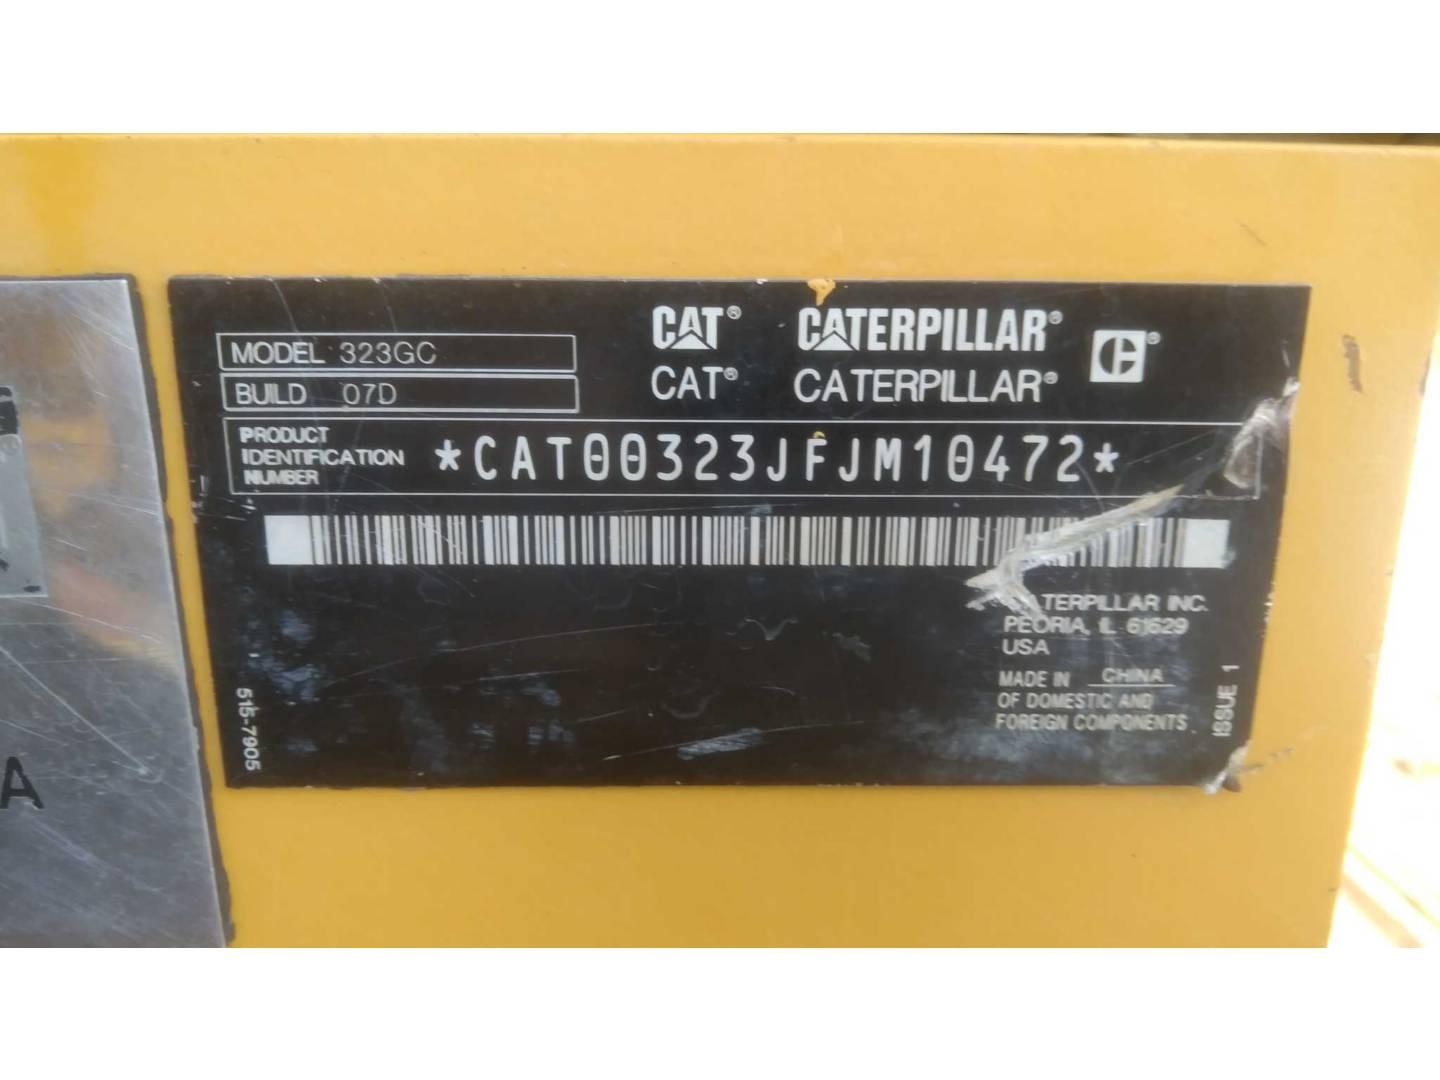 CAT® CATERPILLAR® C®
MODEL 323GC
CAT® CATERPILLAR®
BUILD 07D
PRODUCT
IDENTIFICATION
NUMBER
*CAT00323JFJM10472*
CATERPILLAR INC.
PEORIA, IL 61629
USA
MADE IN CHINA
OF DOMESTIC AND
FOREIGN COMPONENTS
515-7905
ISSUE 1
A